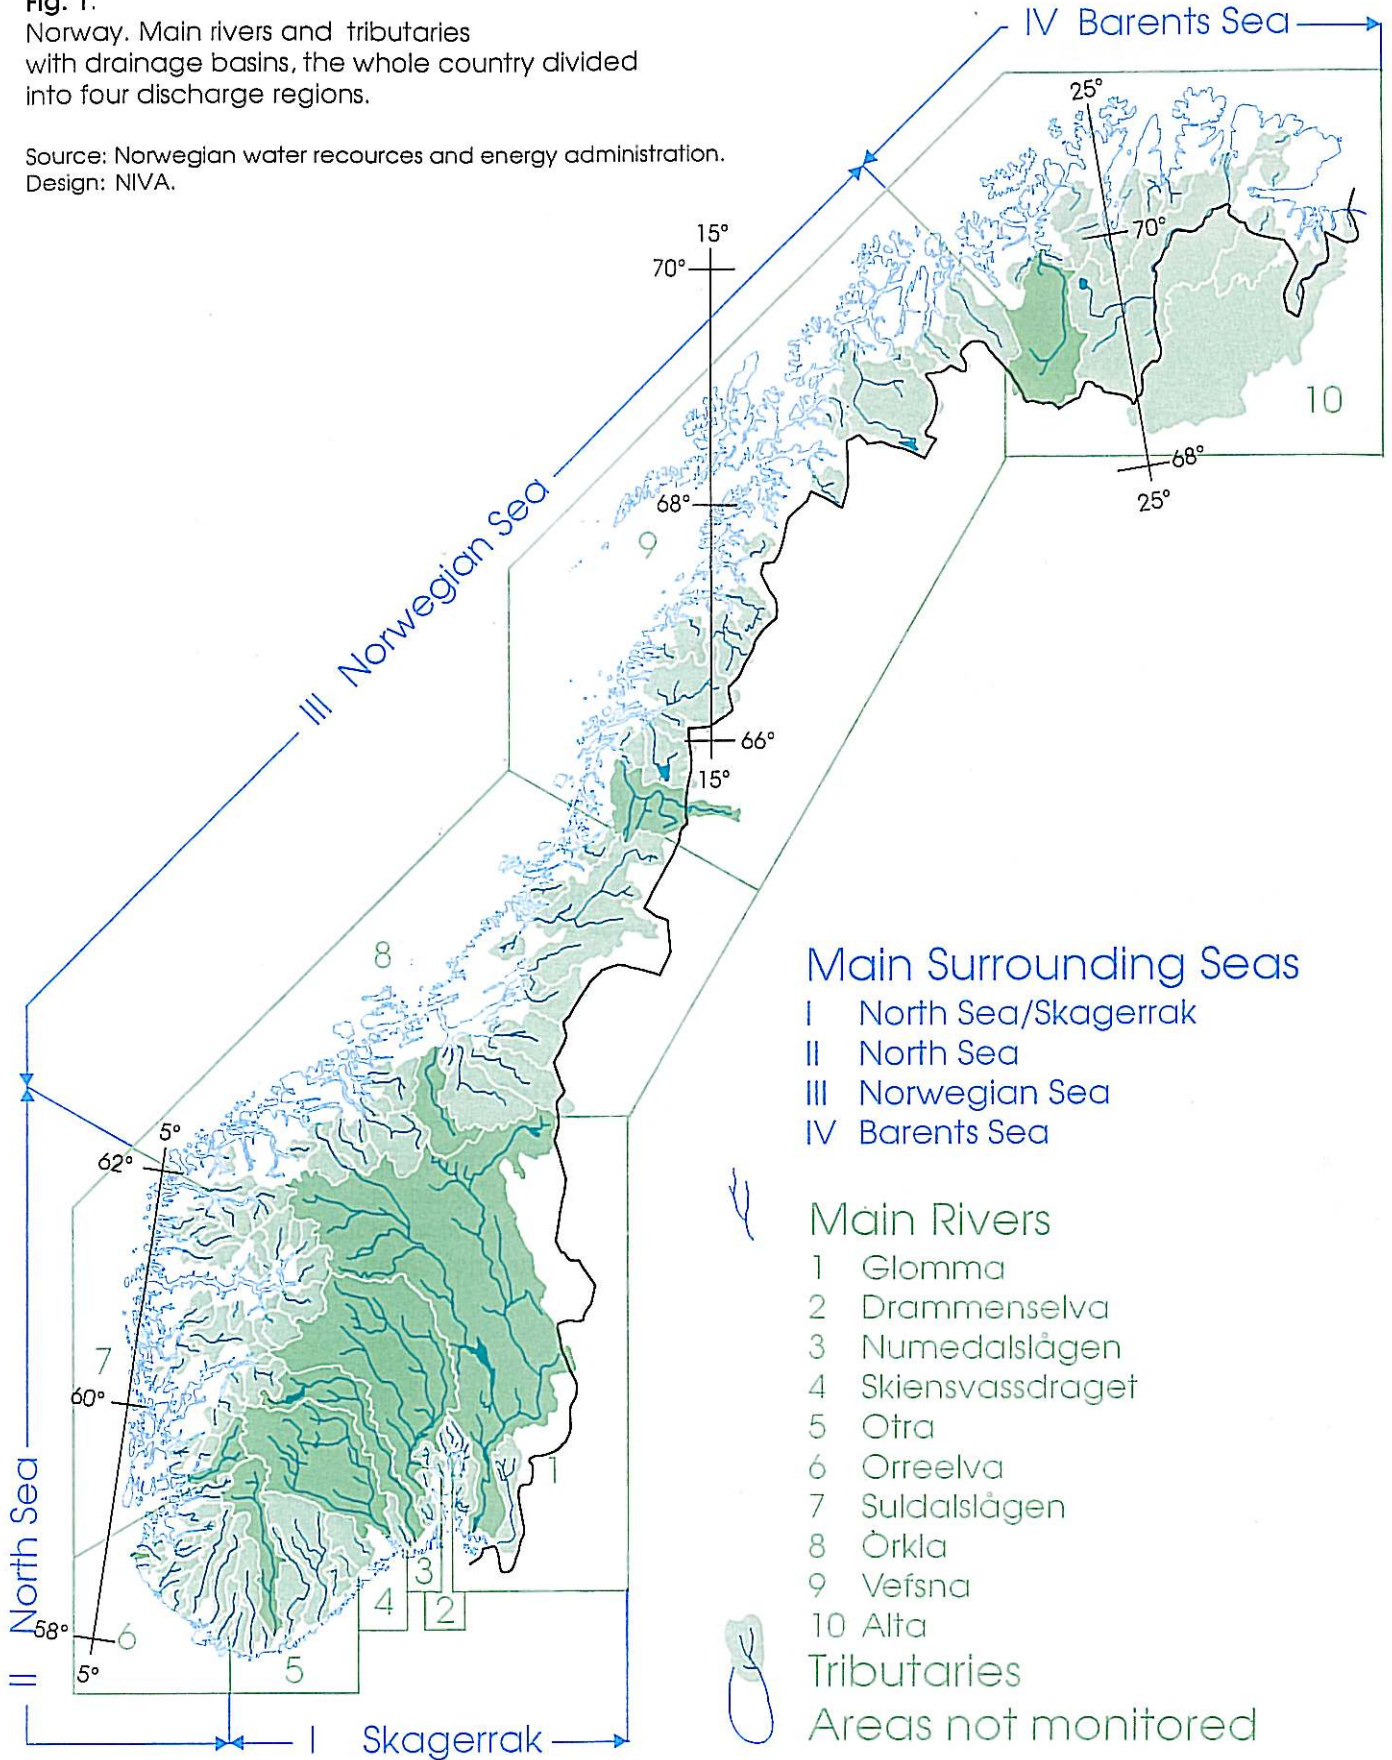 Fig. 1.
Norway. Main rivers and tributaries
with drainage basins, the whole country divided
into four discharge regions.
Source: Norwegian water recources and energy administration.
Design: NIVA.
IV Barents Sea
25°
70°
15°
70°
10
68°
25°
68°
9
III Norwegian Sea
66°
15°
8
5°
62°
7
60°
1
3
4
2
58°
6
5°
5
II North Sea
I Skagerrak
Main Surrounding Seas
I North Sea/Skagerrak
II North Sea
III Norwegian Sea
IV Barents Sea
Main Rivers
1 Glomma
2 Drammenselva
3 Numedalslågen
4 Skiensvassdraget
5 Otra
6 Orreelva
7 Suldalslågen
8 Orkla
9 Vefsna
10 Alta
Tributaries
Areas not monitored